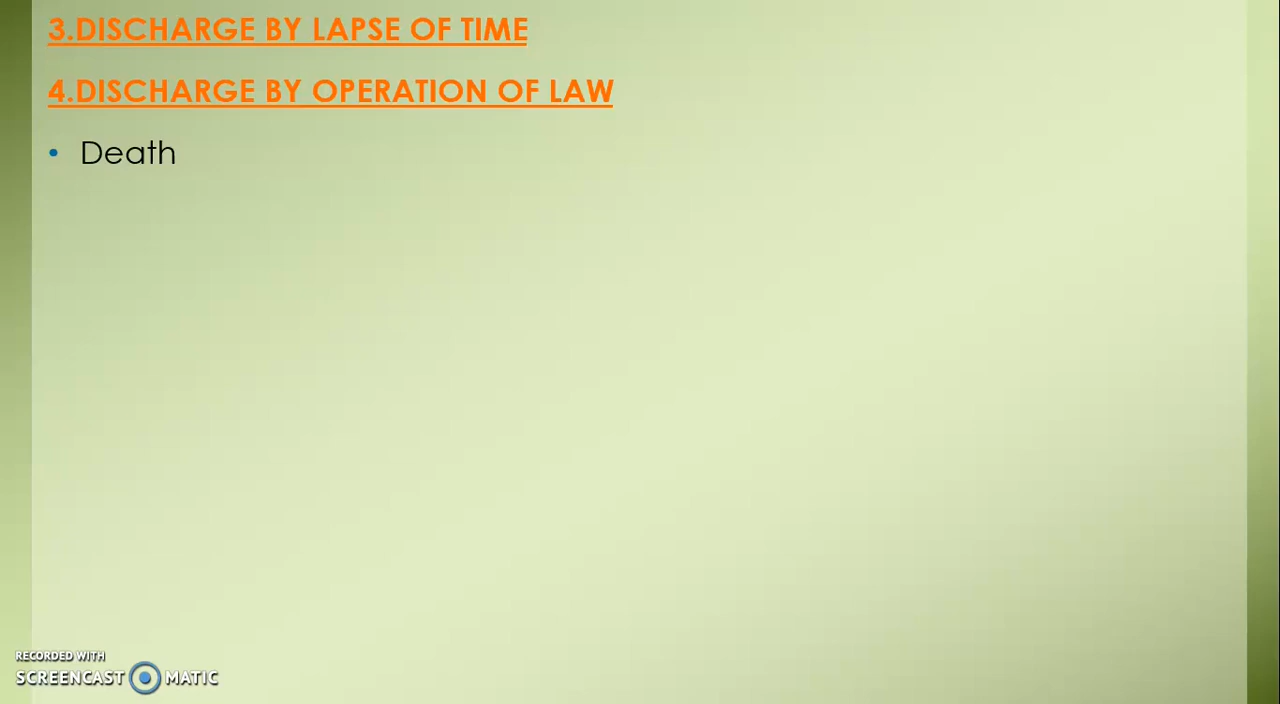 3.DISCHARGE BY LAPSE OF TIME
4.DISCHARGE BY OPERATION OF LAW
• Death
RECORDED WITH
SCREENCAST MATIC